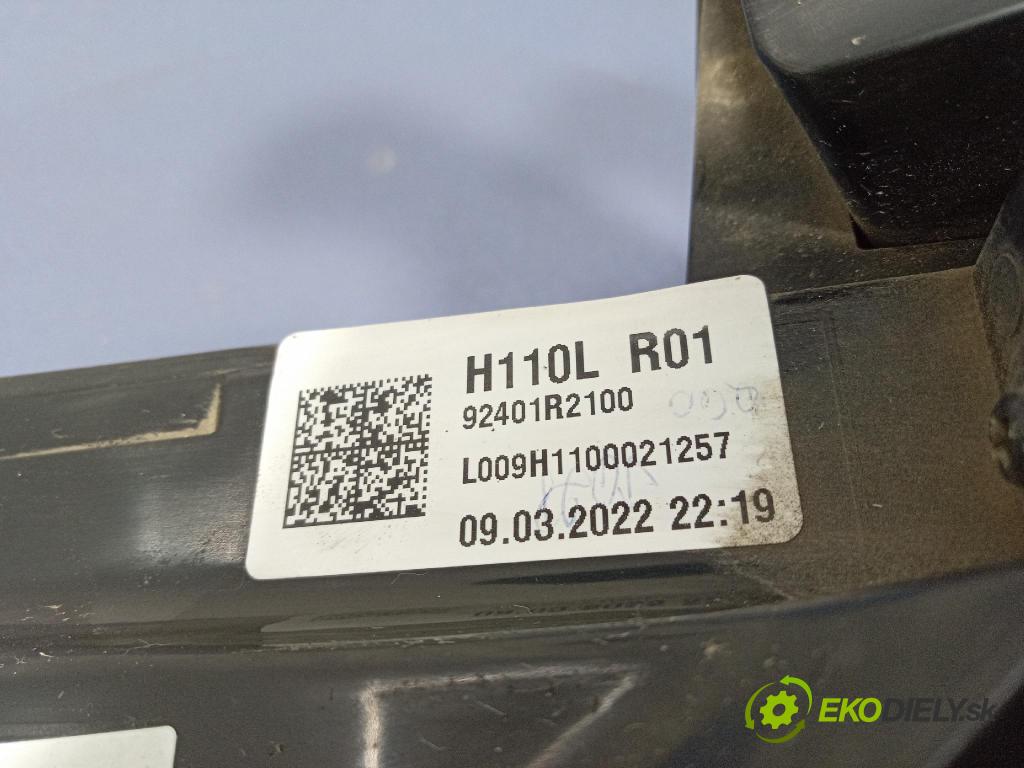 H110L R01
92401R2100
L009H1100021257
09.03.2022 22:19
EKODIELY.sk